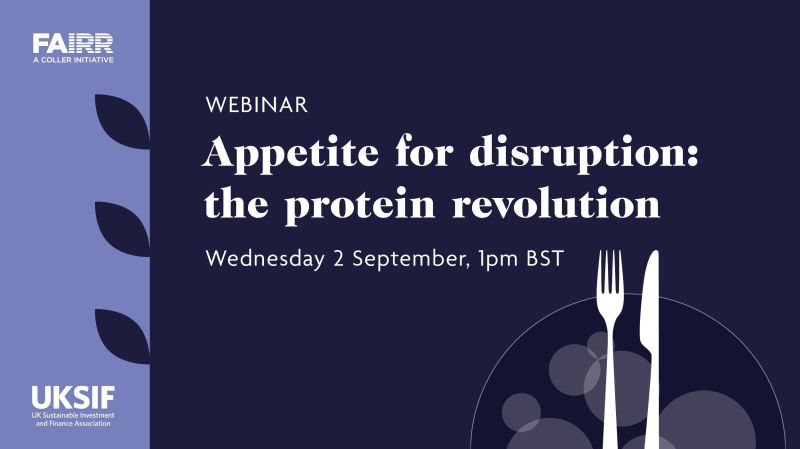 FAIRR
A COLLER INITIATIVE
WEBINAR
Appetite for disruption:
the protein revolution
Wednesday 2 September, 1pm BST
UKSIF
UK Sustainable Investment
and Finance Association